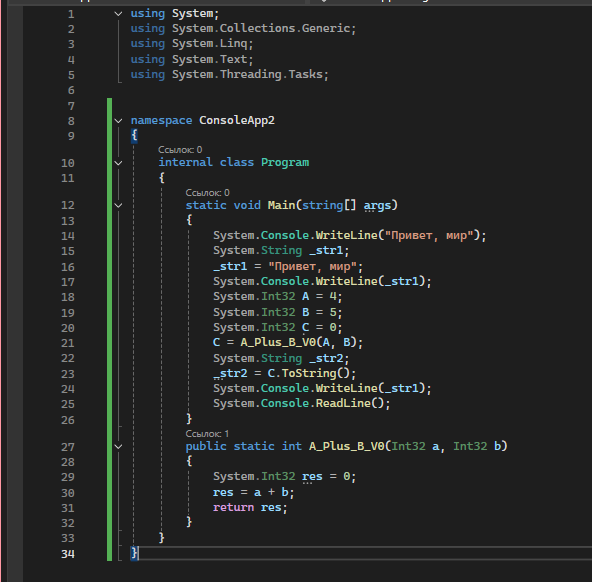 1 using System;
2 using System.Collections.Generic;
3 using System.Linq;
4 using System.Text;
5 using System.Threading.Tasks;
6
7
8 namespace ConsoleApp2
9 {
Ссылок: 0
10 internal class Program
11 {
Ссылок: 0
12 static void Main(string[] args)
13 {
14 System.Console.WriteLine("Привет, мир");
15 System.String _str1;
16 _str1 = "Привет, мир";
17 System.Console.WriteLine(_str1);
18 System.Int32 A = 4;
19 System.Int32 B = 5;
20 System.Int32 C = 0;
21 C = A_Plus_B_V0(A, B);
22 System.String _str2;
23 _str2 = C.ToString();
24 System.Console.WriteLine(_str1);
25 System.Console.ReadLine();
26 }
Ссылок: 1
27 public static int A_Plus_B_V0(Int32 a, Int32 b)
28 {
29 System.Int32 res = 0;
30 res = a + b;
31 return res;
32 }
33 }
34 }